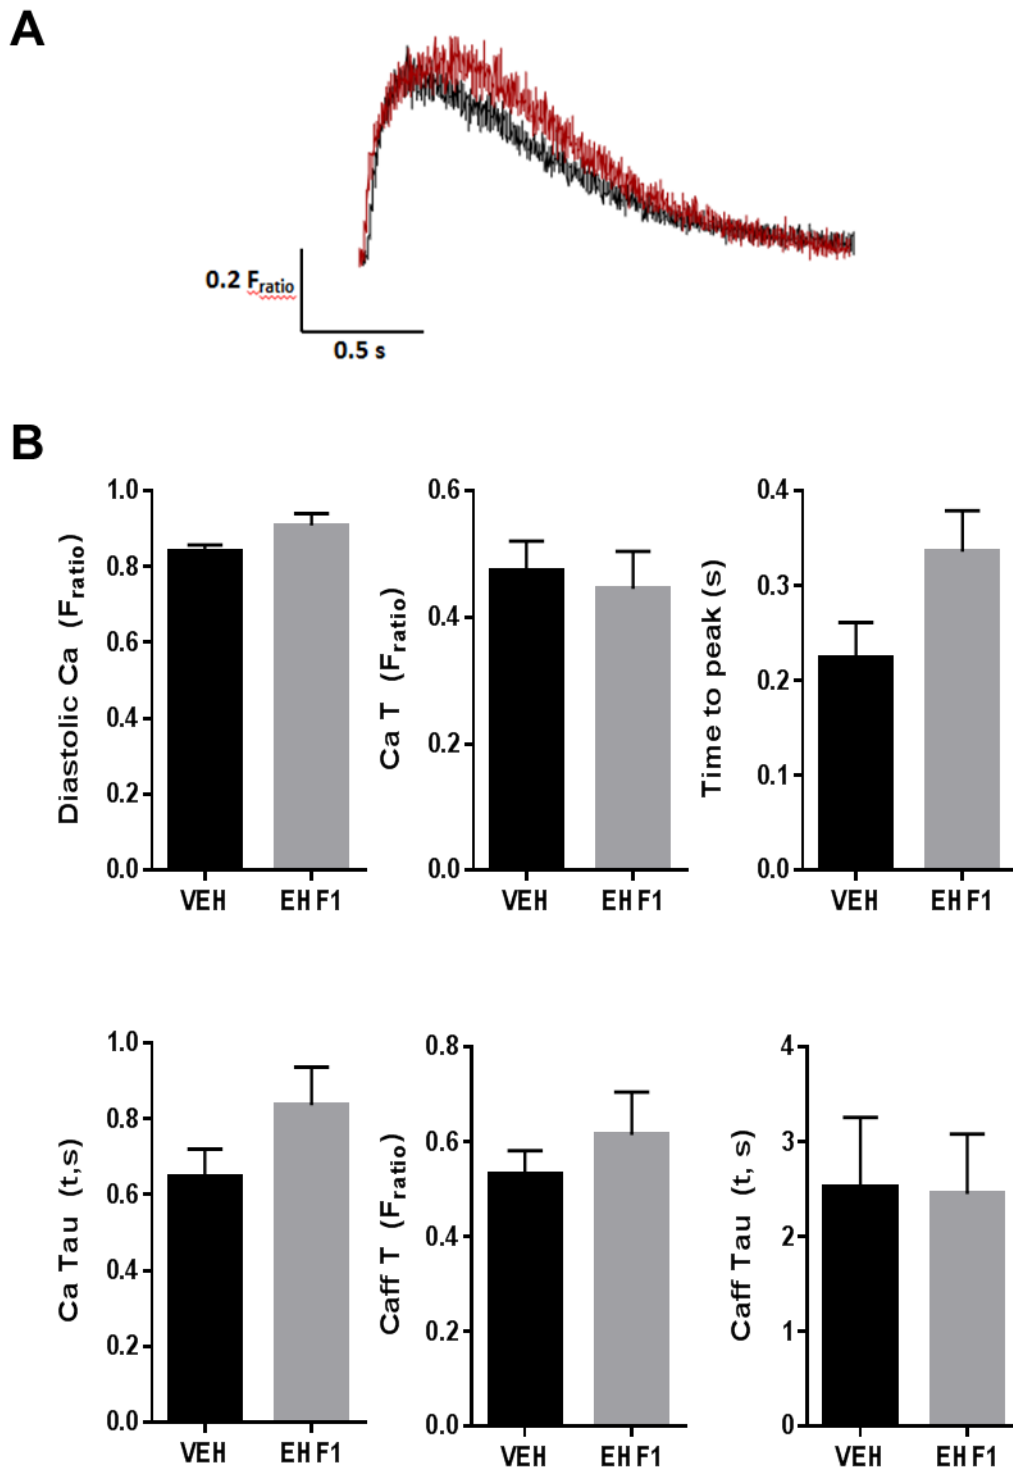 A
0.2 Fratio
0.5 s
B
Diastolic Ca (Fratio)
1.0
0.8
0.6
0.4
0.2
0.0
VEH EHF1
Ca T (Fratio)
0.6
0.4
0.2
0.0
VEH EHF1
Time to peak (s)
0.4
0.3
0.2
0.1
0.0
VEH EHF1
Ca Tau (t,s)
1.0
0.8
0.6
0.4
0.2
0.0
VEH EHF1
Caff T (Fratio)
0.8
0.6
0.4
0.2
0.0
VEH EHF1
Caff Tau (t, s)
4
3
2
1
0
VEH EHF1